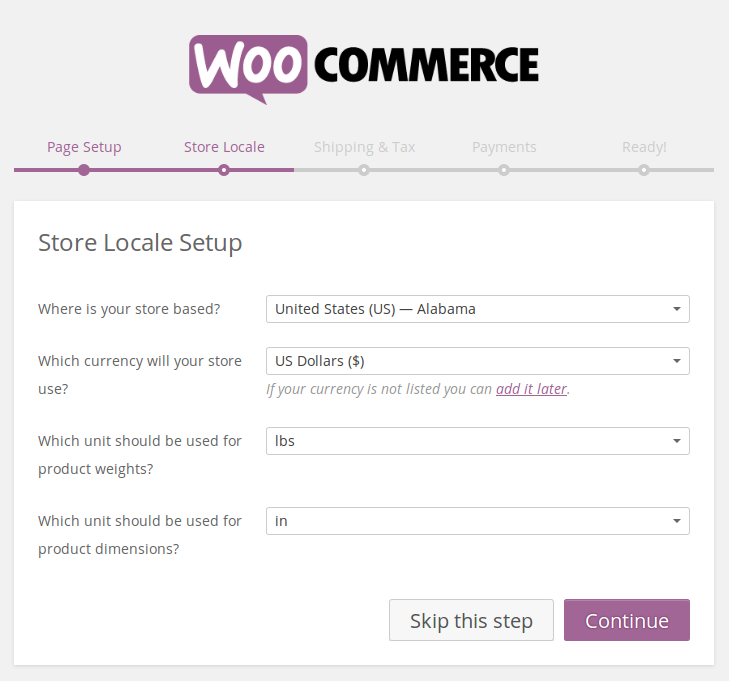 WOO COMMERCE
Page Setup Store Locale Shipping & Tax Payments Ready!
Store Locale Setup
Where is your store based? United States (US) — Alabama
Which currency will your store use? US Dollars ($)
If your currency is not listed you can add it later.
Which unit should be used for product weights? lbs
Which unit should be used for product dimensions? in
Skip this step Continue